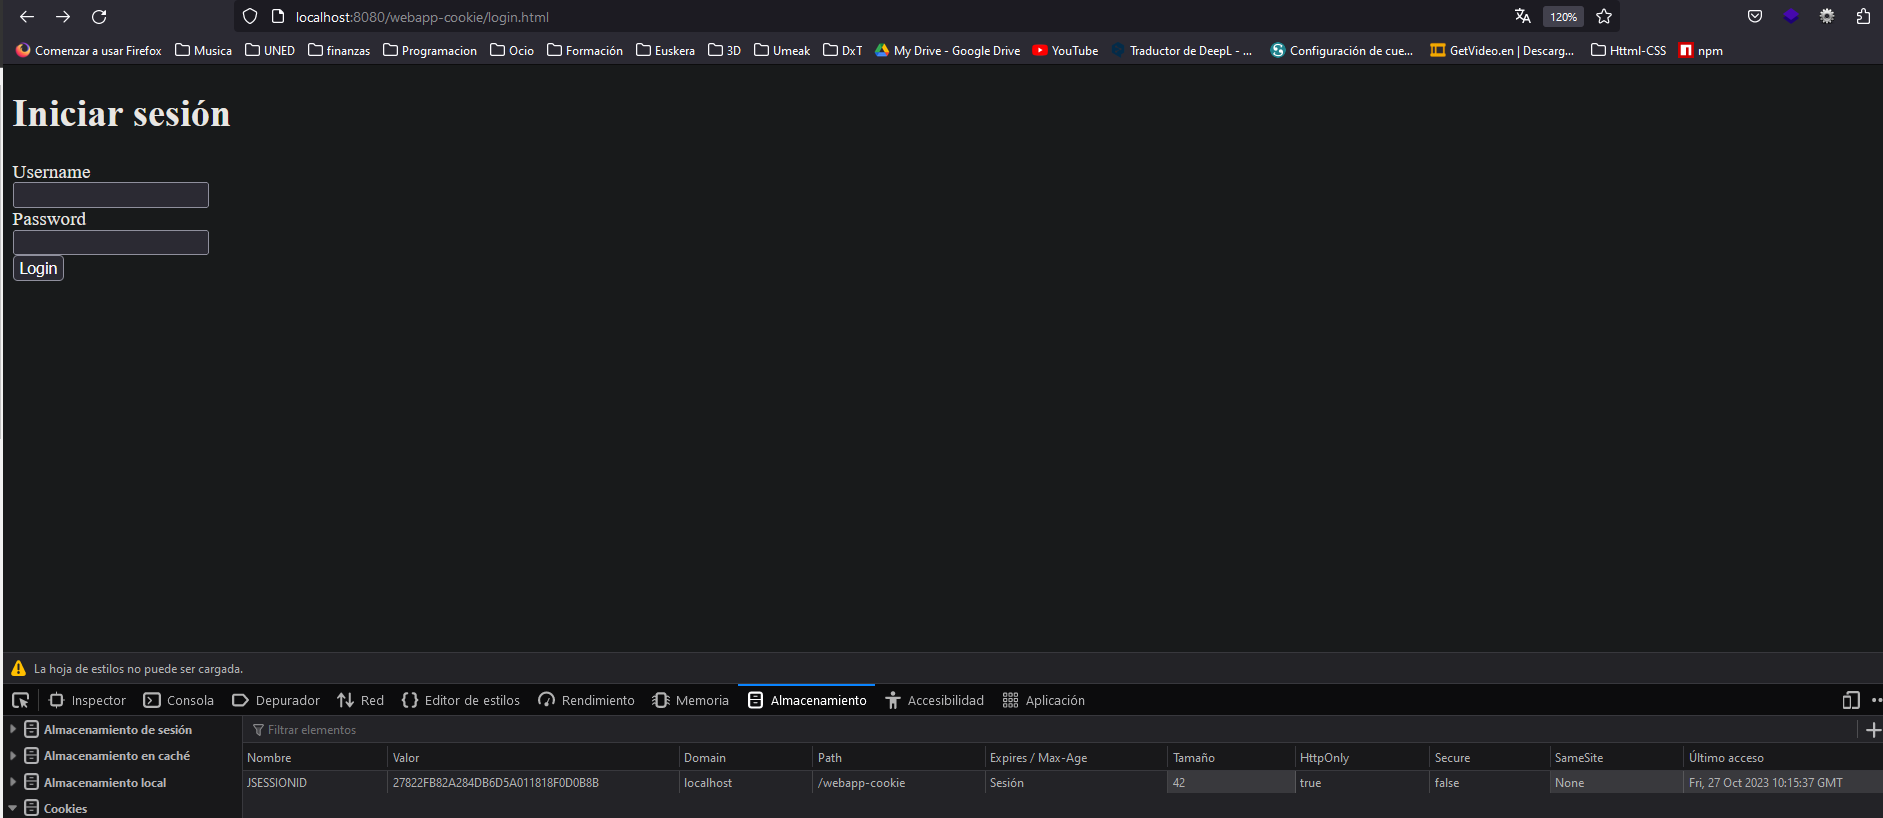 localhost:8080/webapp-cookie/login.html 120%
Comenzar a usar Firefox Musica UNED finanzas Programacion Ocio Formación Euskera 3D Umeak DxT My Drive - Google Drive YouTube Traductor de DeepL - ... Configuración de cue... GetVideo.en | Descarg... Httml-CSS npm
Iniciar sesión
Username
Password
Login
La hoja de estilos no puede ser cargada.
Inspector Consola Depurador Red Editor de estilos Rendimiento Memoria Almacenamiento Accesibilidad Aplicación
Almacenamiento de sesión Filtrar elementos
Almacenamiento en caché Nombre Valor Domain Path Expires / Max-Age Tamaño HttpOnly Secure SameSite Último acceso
Almacenamiento local JSESSIONID 27822FB82A284DB6D5A011818F0D0B8B localhost /webapp-cookie Sesión 42 true false None Fri, 27 Oct 2023 10:15:37 GMT
Cookies